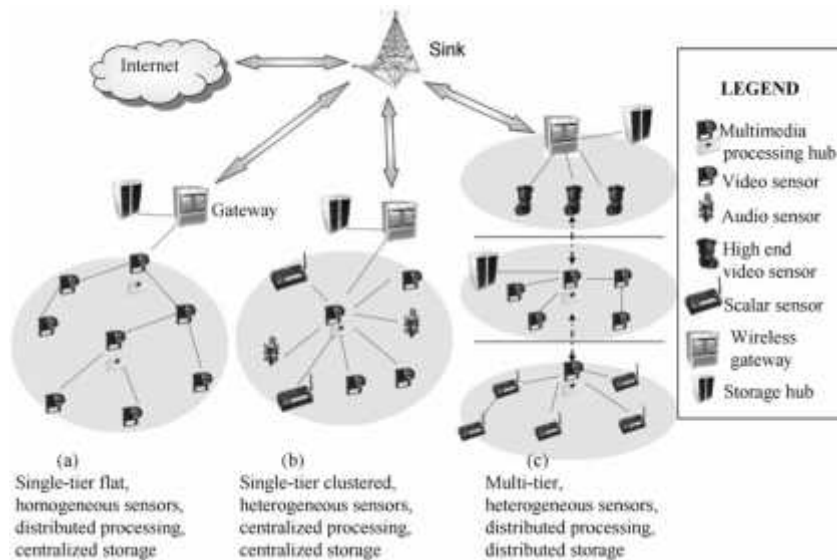 Sink
Internet
Gateway
LEGEND
Multimedia
processing hub
Video sensor
Audio sensor
High end
video sensor
Scalar sensor
Wireless
gateway
Storage hub
(a)
Single-tier flat,
homogeneous sensors,
distributed processing,
centralized storage
(b)
Single-tier clustered,
heterogeneous sensors,
centralized processing,
centralized storage
(c)
Multi-tier,
heterogeneous sensors,
distributed processing,
distributed storage